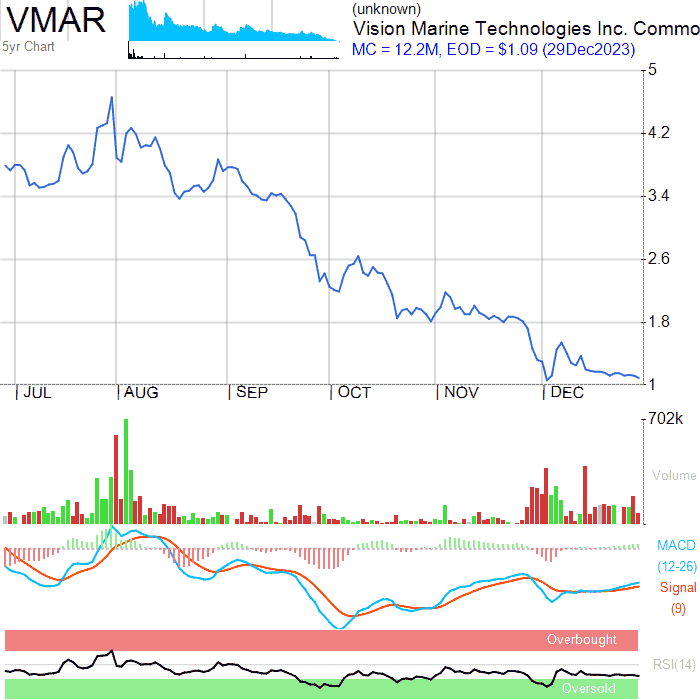 VMAR
5yr Chart
(unknown)
Vision Marine Technologies Inc. Commo
MC = 12.2M, EOD = $1.09 (29Dec2023)
5
4.2
3.4
2.6
1.8
1
JUL AUG SEP OCT NOV DEC
702k
Volume
MACD
(12-26)
Signal
(9)
Overbought
RSI(14)
Oversold